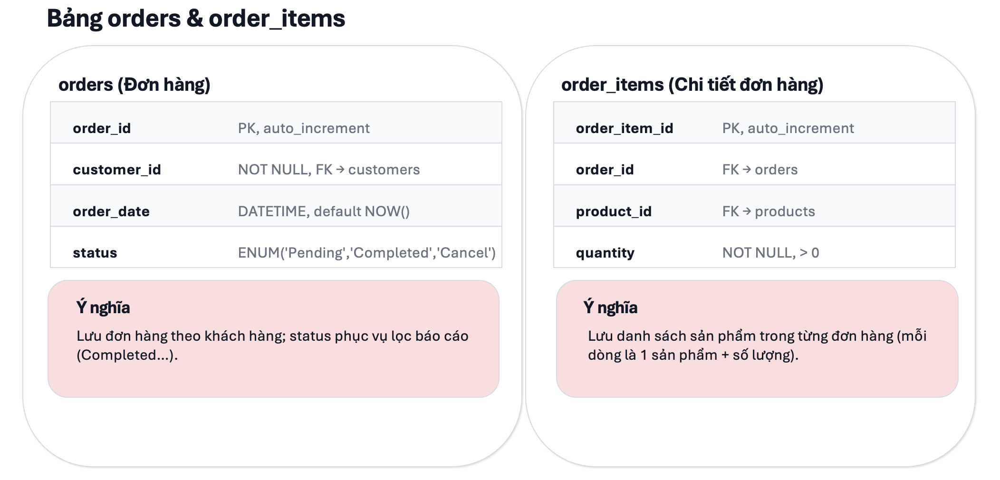 Bảng orders & order_items
orders (Đơn hàng)
order_id PK, auto_increment
customer_id NOT NULL, FK → customers
order_date DATETIME, default NOW()
status ENUM('Pending','Completed','Cancel')
Ý nghĩa
Lưu đơn hàng theo khách hàng; status phục vụ lọc báo cáo
(Completed...).
order_items (Chi tiết đơn hàng)
order_item_id PK, auto_increment
order_id FK → orders
product_id FK → products
quantity NOT NULL, > 0
Ý nghĩa
Lưu danh sách sản phẩm trong từng đơn hàng (mỗi
dòng là 1 sản phẩm + số lượng).